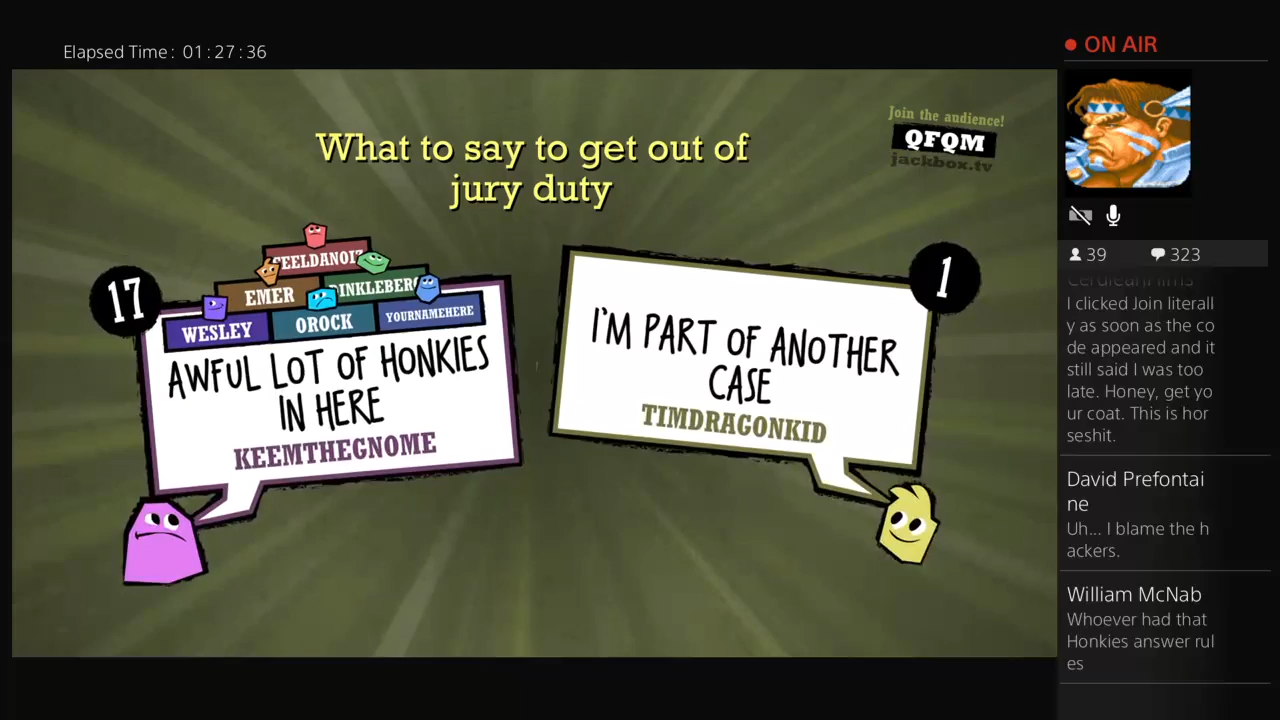 Elapsed Time: 01:27:36
ON AIR
What to say to get out of
jury duty
Join the audience!
QFQM
jackbox.tv
17
FEELDANOIZ
EMER
DINKLEBERG
WESLEY
OROCK
YOURNAMEHERE
AWFUL LOT OF HONKIES
IN HERE
KEEMTHEGNOME
1
I'M PART OF ANOTHER
CASE
TIMDRAGONKID
39
323
I clicked Join literall
y as soon as the co
de appeared and it
still said I was too
late. Honey, get yo
ur coat. This is hor
seshit.
David Prefontai
ne
Uh... I blame the h
ackers.
William McNab
Whoever had that
Honkies answer rul
es